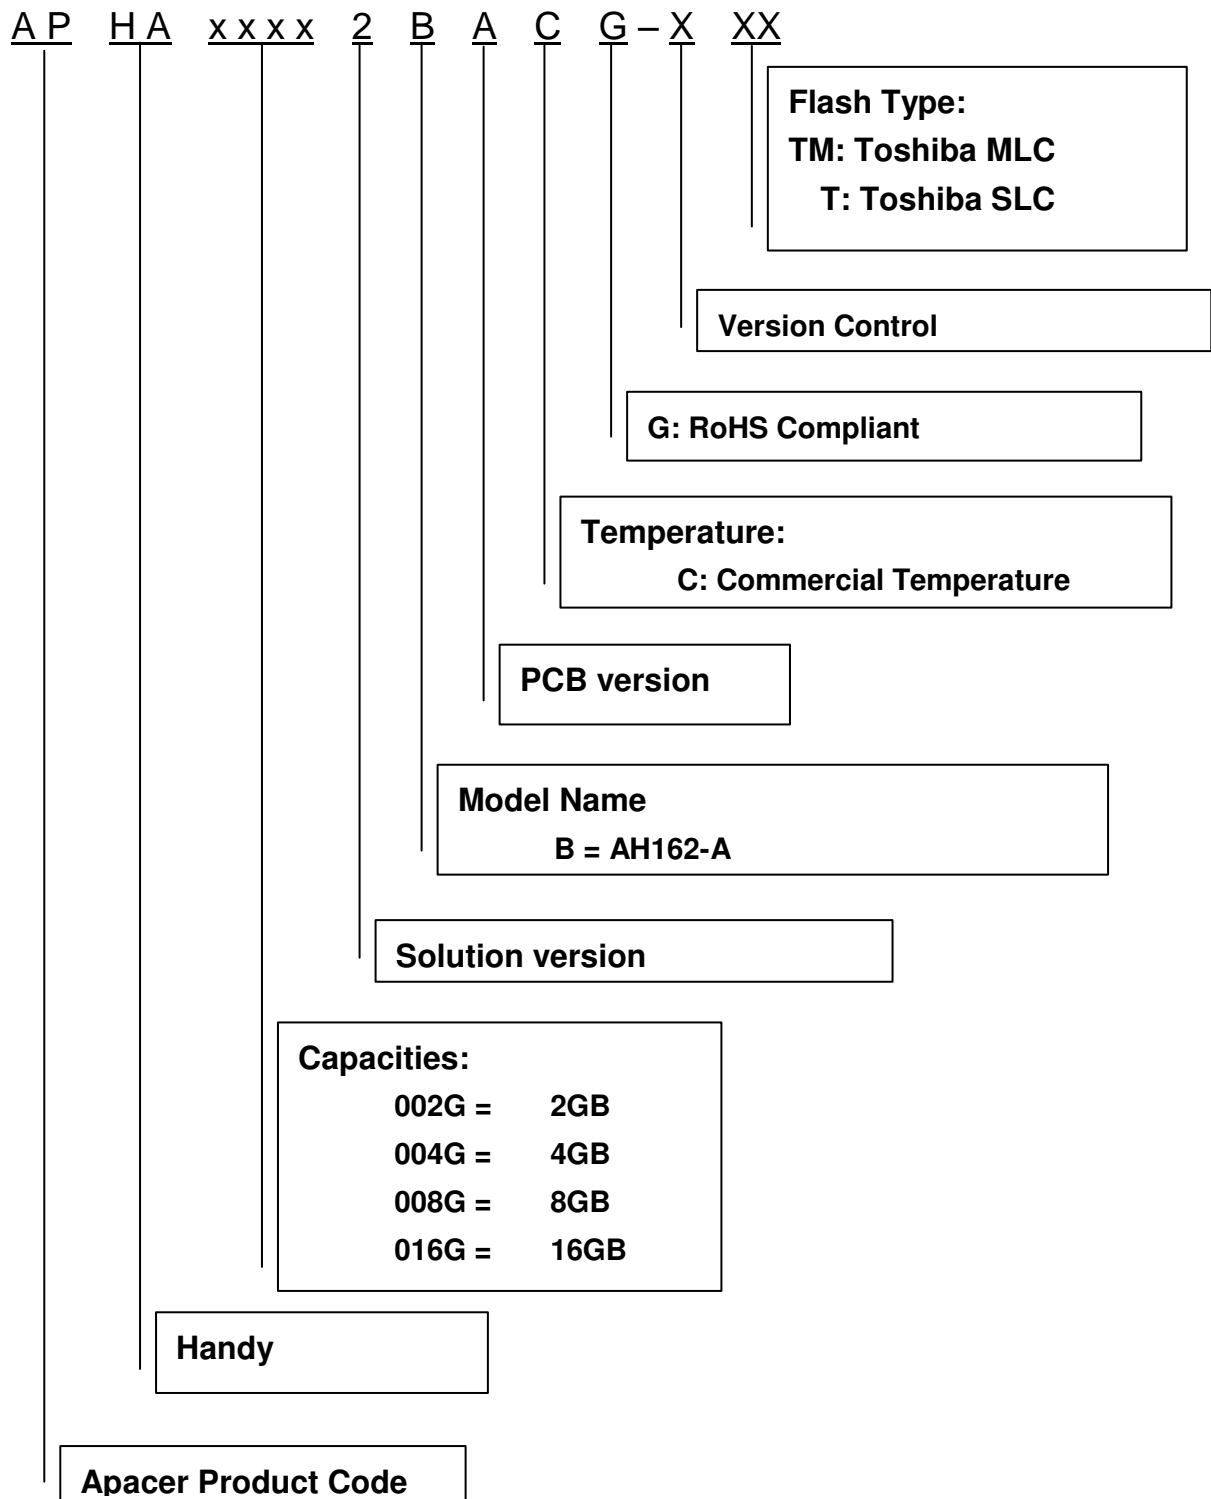 A P H A x x x x 2 B A C G – X XX
Flash Type:
TM: Toshiba MLC
T: Toshiba SLC
Version Control
G: RoHS Compliant
Temperature:
C: Commercial Temperature
PCB version
Model Name
B = AH162-A
Solution version
Capacities:
002G = 2GB
004G = 4GB
008G = 8GB
016G = 16GB
Handy
Apacer Product Code